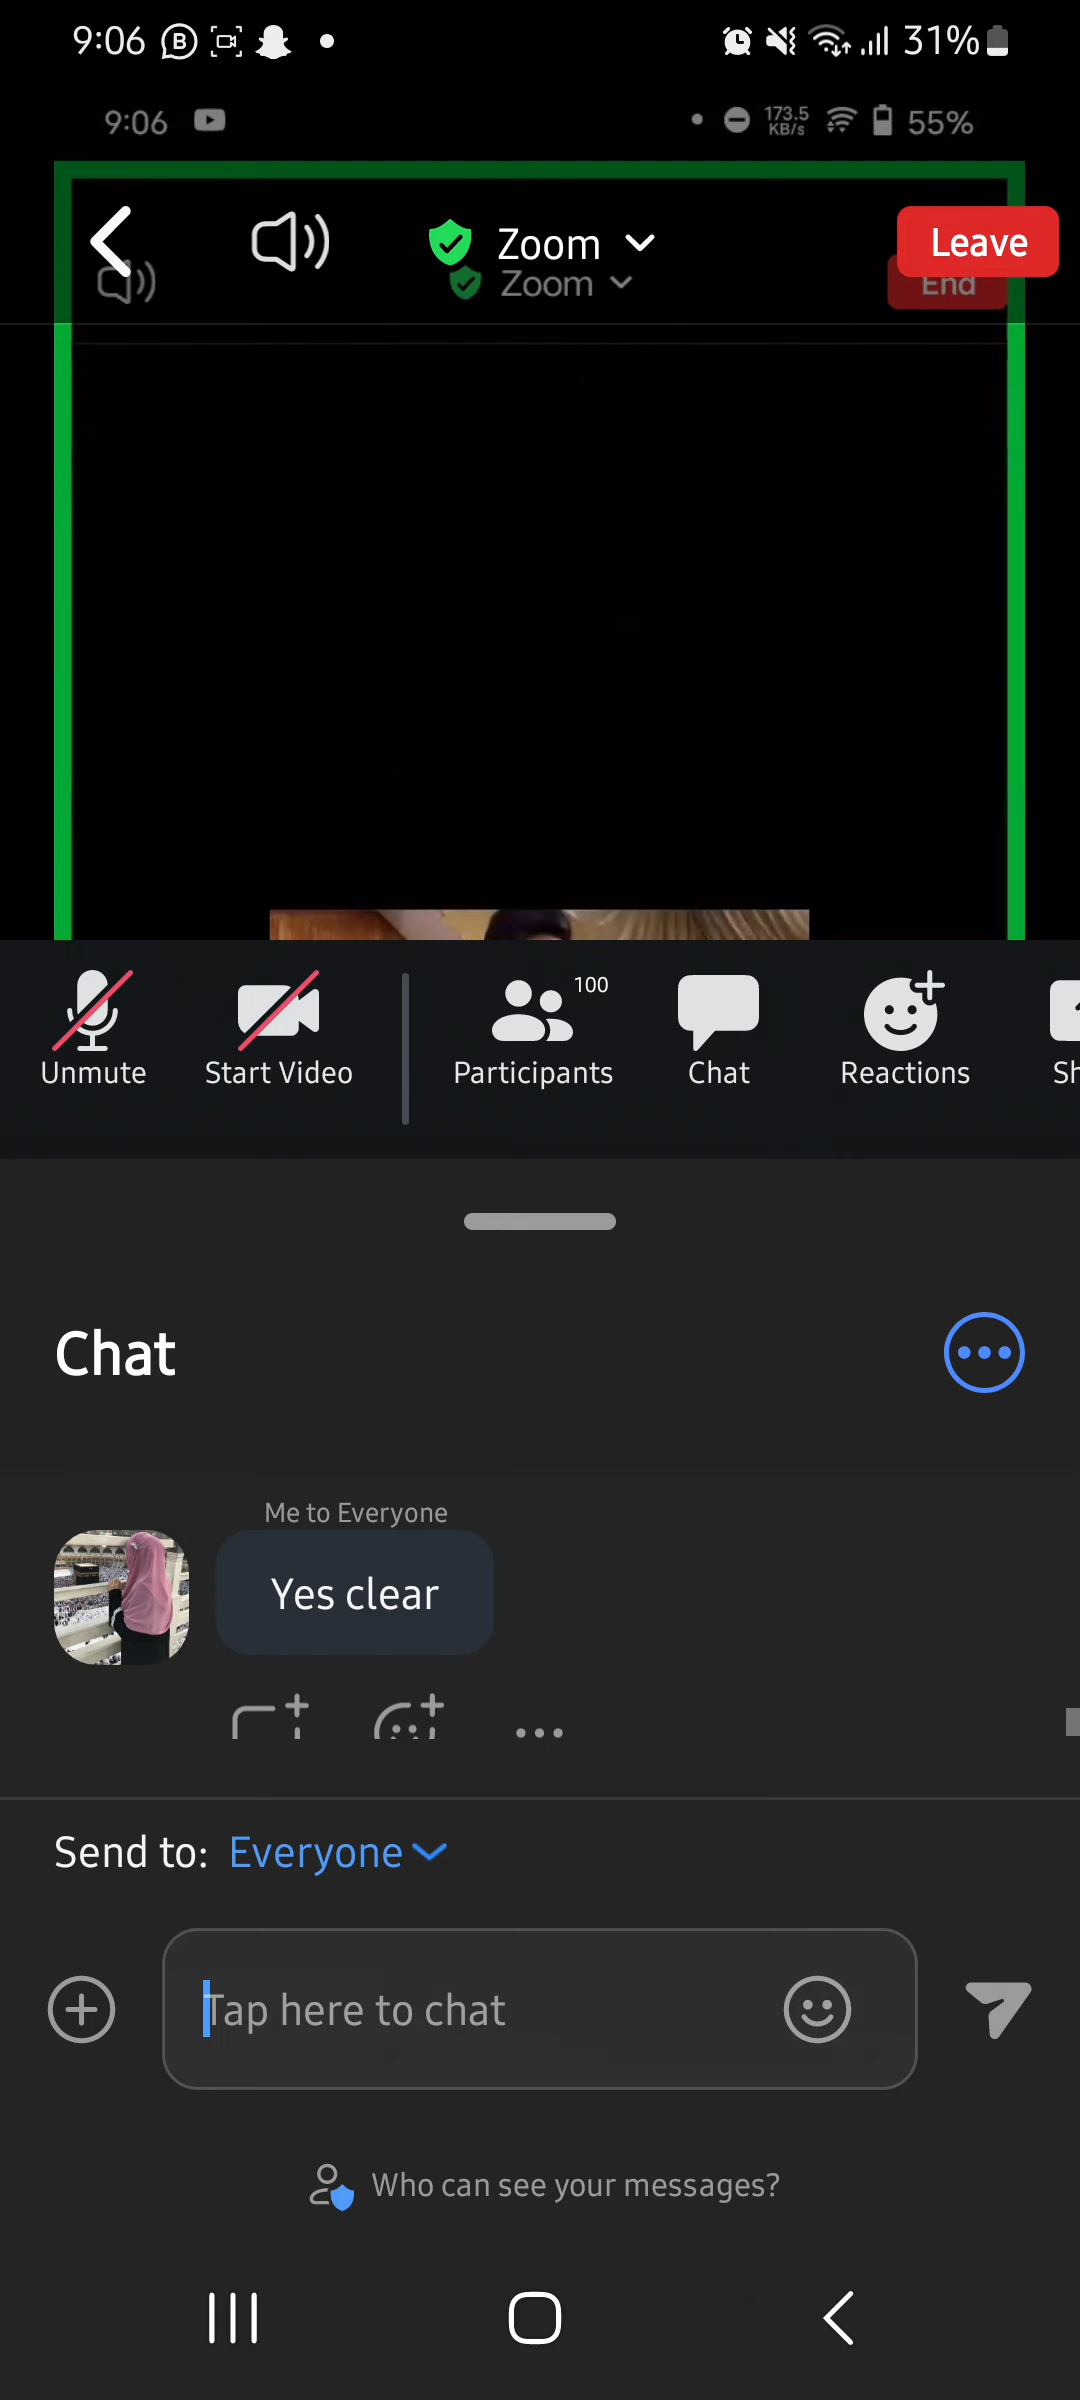 9:06 B 31%
9:06 173.5 KB/s 55%
Zoom Leave
Zoom End
100
Unmute Start Video Participants Chat Reactions Sh
Chat
Me to Everyone
Yes clear
Send to: Everyone
Tap here to chat
Who can see your messages?